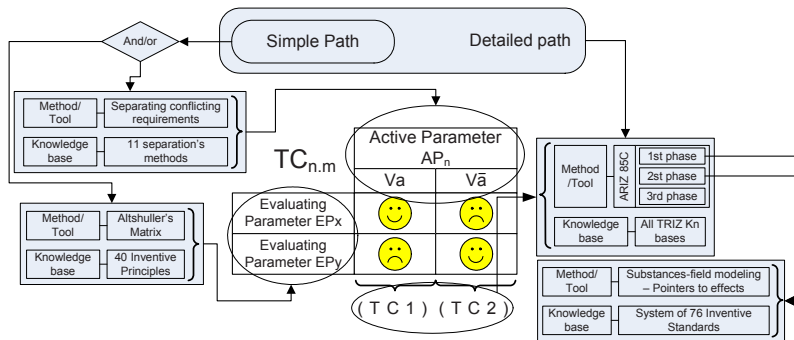 And/or
Simple Path
Detailed path
Method/
Tool
Separating conflicting
requirements
Knowledge
base
11 separation's
methods
TCn.m
Active Parameter
APn
Va
Vā
Evaluating
Parameter EPx
Evaluating
Parameter EPy
( T C 1 ) ( T C 2 )
Method/
Tool
Altshuller's
Matrix
Knowledge
base
40 Inventive
Principles
Method
/Tool
ARIZ 85C
1st phase
2st phase
3rd phase
Knowledge
base
All TRIZ Kn
bases
Method/
Tool
Substances-field modeling
– Pointers to effects
Knowledge
base
System of 76 Inventive
Standards